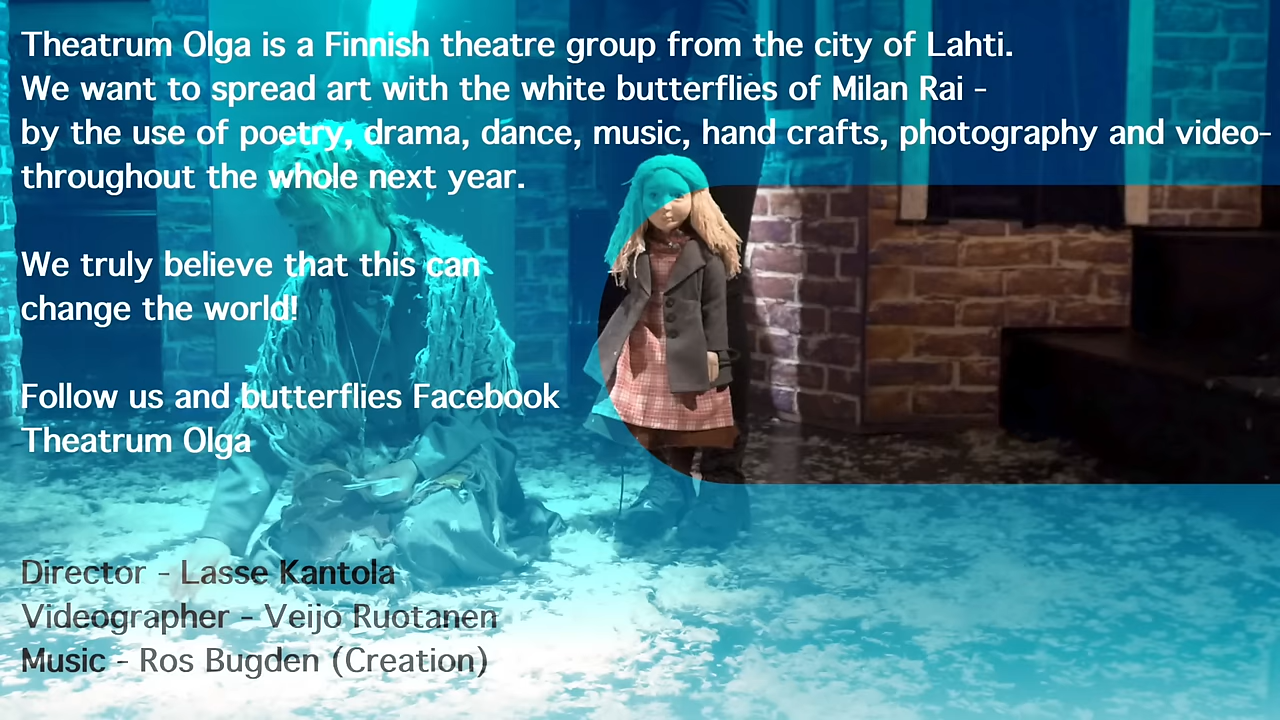 Theatrum Olga is a Finnish theatre group from the city of Lahti.
We want to spread art with the white butterflies of Milan Rai -
by the use of poetry, drama, dance, music, hand crafts, photography and video-
throughout the whole next year.
We truly believe that this can
change the world!
Follow us and butterflies Facebook
Theatrum Olga
Director - Lasse Kantola
Videographer - Veijo Ruotanen
Music - Ros Bugden (Creation)